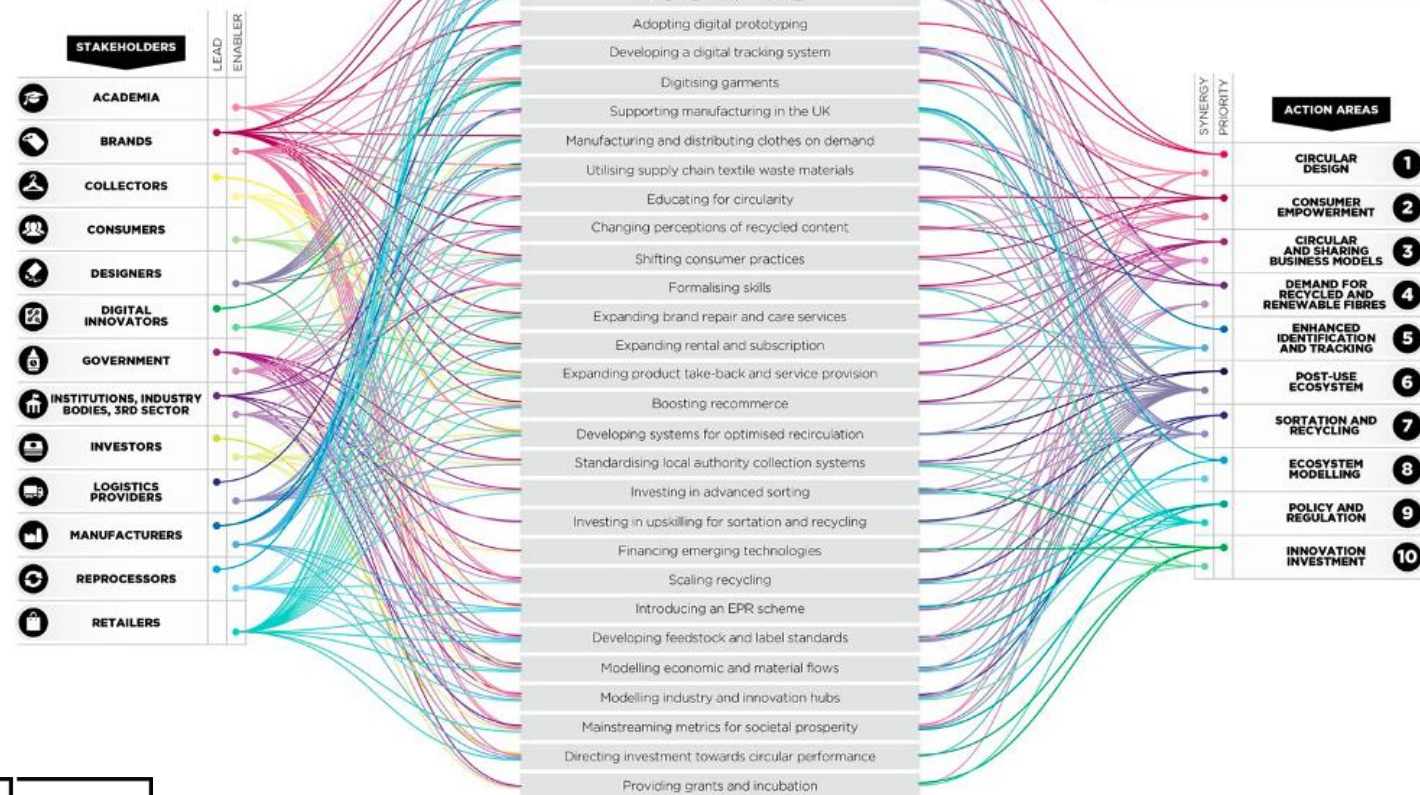 STAKEHOLDERS
LEAD
ENABLER
ACADEMIA
BRANDS
COLLECTORS
CONSUMERS
DESIGNERS
DIGITAL
INNOVATORS
GOVERNMENT
INSTITUTIONS, INDUSTRY
BODIES, 3RD SECTOR
INVESTORS
LOGISTICS
PROVIDERS
MANUFACTURERS
REPROCESSORS
RETAILERS
Adopting digital prototyping
Developing a digital tracking system
Digitising garments
Supporting manufacturing in the UK
Manufacturing and distributing clothes on demand
Utilising supply chain textile waste materials
Educating for circularity
Changing perceptions of recycled content
Shifting consumer practices
Formalising skills
Expanding brand repair and care services
Expanding rental and subscription
Expanding product take-back and service provision
Boosting recommerce
Developing systems for optimised recirculation
Standardising local authority collection systems
Investing in advanced sorting
Investing in upskilling for sortation and recycling
Financing emerging technologies
Scaling recycling
Introducing an EPR scheme
Developing feedstock and label standards
Modelling economic and material flows
Modelling industry and innovation hubs
Mainstreaming metrics for societal prosperity
Directing investment towards circular performance
Providing grants and incubation
SYNERGY
PRIORITY
ACTION AREAS
CIRCULAR
DESIGN
1
CONSUMER
EMPOWERMENT
2
CIRCULAR
AND SHARING
BUSINESS MODELS
3
DEMAND FOR
RECYCLED AND
RENEWABLE FIBRES
4
ENHANCED
IDENTIFICATION
AND TRACKING
5
POST-USE
ECOSYSTEM
6
SORTATION AND
RECYCLING
7
ECOSYSTEM
MODELLING
8
POLICY AND
REGULATION
9
INNOVATION
INVESTMENT
10